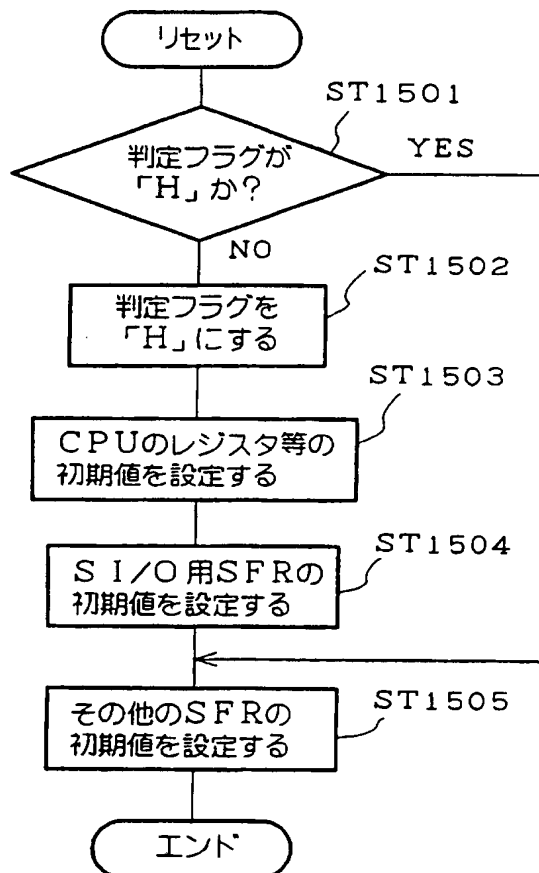 リセット
ST1501
判定フラグが
「H」か?
YES
NO
ST1502
判定フラグを
「H」にする
ST1503
CPUのレジスタ等の
初期値を設定する
ST1504
SI/O用SFRの
初期値を設定する
ST1505
その他のSFRの
初期値を設定する
エンド